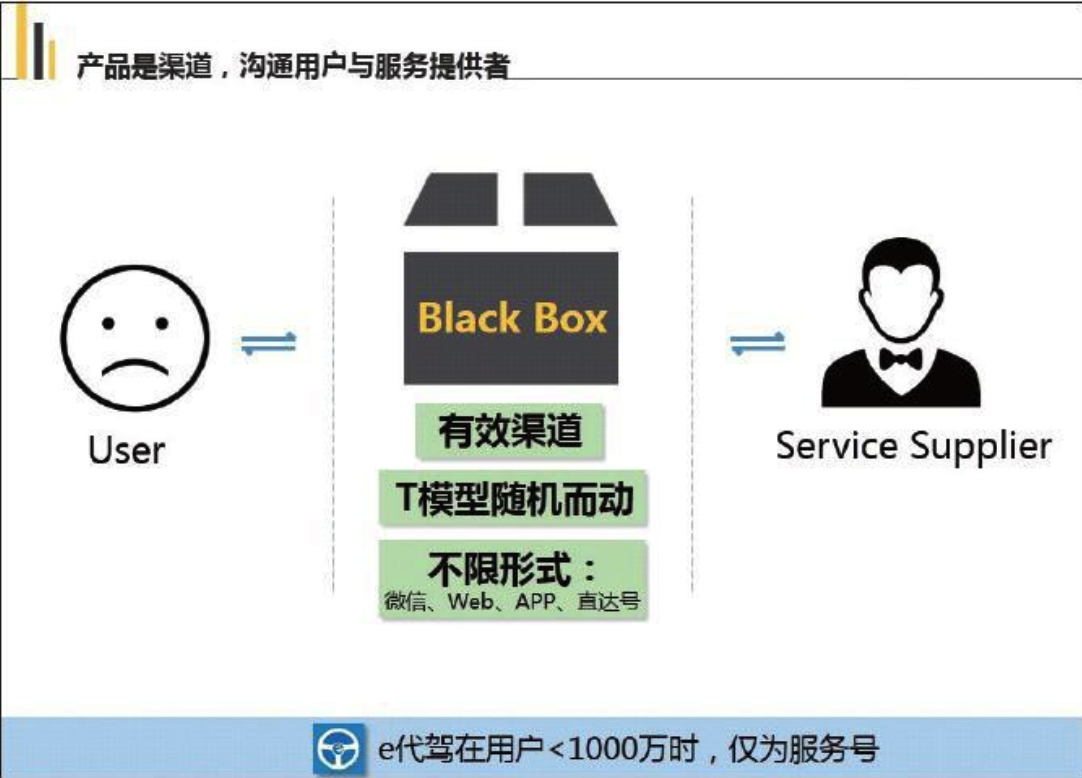 产品是渠道，沟通用户与服务提供者
Black Box
User
Service Supplier
有效渠道
T模型随机而动
不限形式：
微信、Web、APP、直达号
e代驾在用户<1000万时，仅为服务号